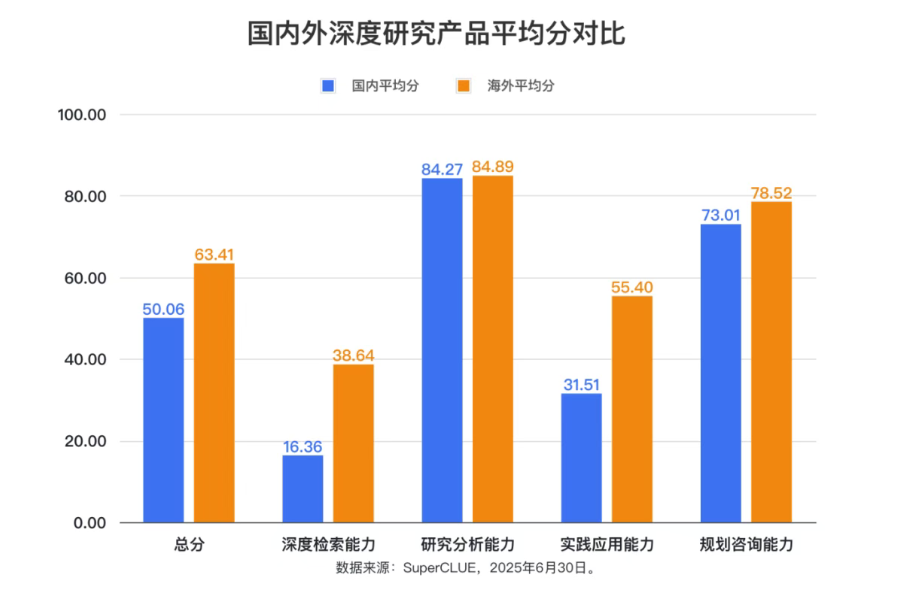 国内外深度研究产品平均分对比
国内平均分 海外平均分
100.00
80.00
60.00
40.00
20.00
0.00
50.06 63.41
16.36 38.64
84.27 84.89
31.51 55.40
73.01 78.52
总分 深度检索能力 研究分析能力 实践应用能力 规划咨询能力
数据来源：SuperCLUE，2025年6月30日。